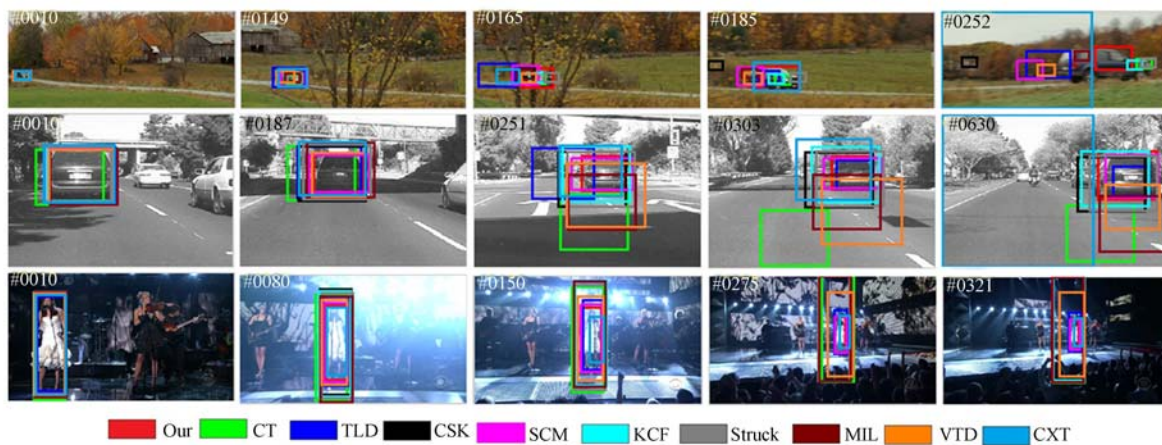 #0010 #0149 #0165 #0185 #0252
#0010 #0187 #0251 #0303 #0630
#0010 #0080 #0150 #0275 #0321
Our CT TLD CSK SCM KCF Struck MIL VTD CXT